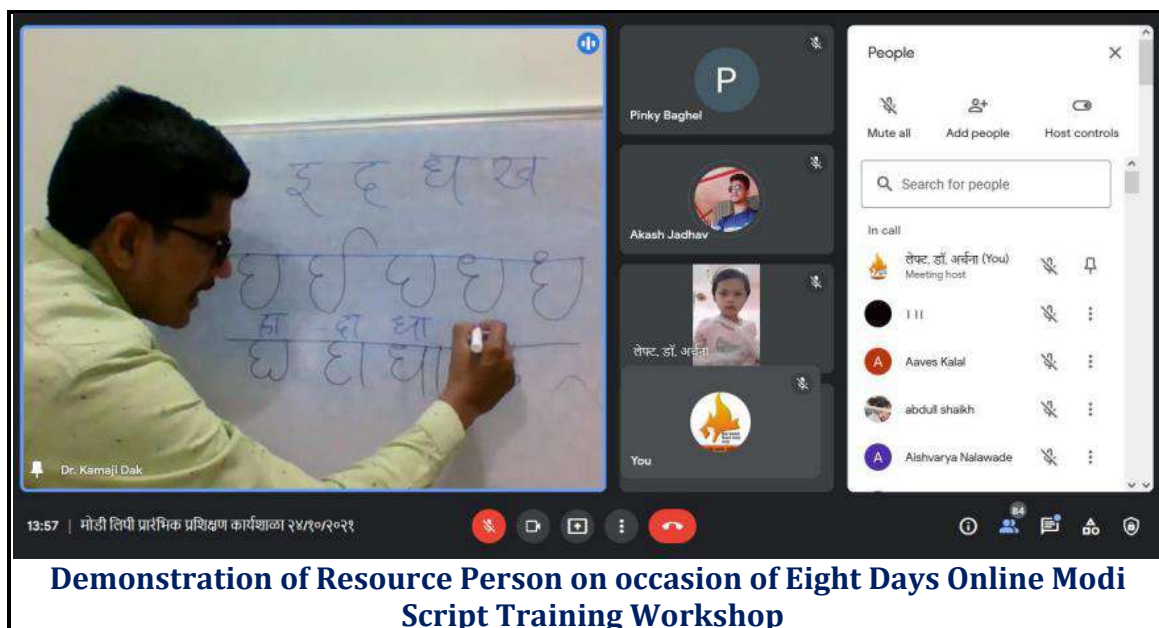 इ द ध ख
हा दा धा
Dr. Kamaji Dak
P
Pinky Baghel
Akash Jadhav
लेफ्ट. डॉ. अर्चना
You
People
Mute all Add people Host controls
Search for people
In call
लेफ्ट. डॉ. अर्चना (You)
Meeting host
A Aaves Kalal
abdull shaikh
A Aishvarya Nalawade
13:57 | मोडी लिपी प्रारंभिक प्रशिक्षण कार्यशाळा २४/१०/२०२१
84
Demonstration of Resource Person on occasion of Eight Days Online Modi
Script Training Workshop